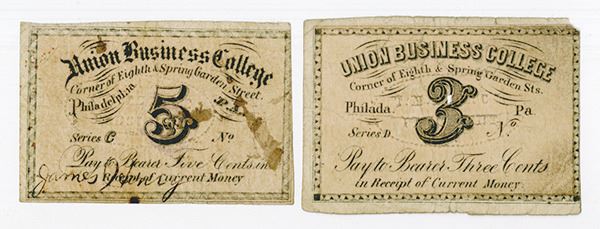 Union Business College
Corner of Eighth & Spring Garden Street.
Philadelphia. Pa.
5
Series C No
Pay to Bearer Five Cents in
Receipt of Current Money
James
UNION BUSINESS COLLEGE
Corner of Eighth & Spring Garden Sts.
Philada. Pa.
3
Series D. No.
Pay to Bearer Three Cents
in Receipt of Current Money